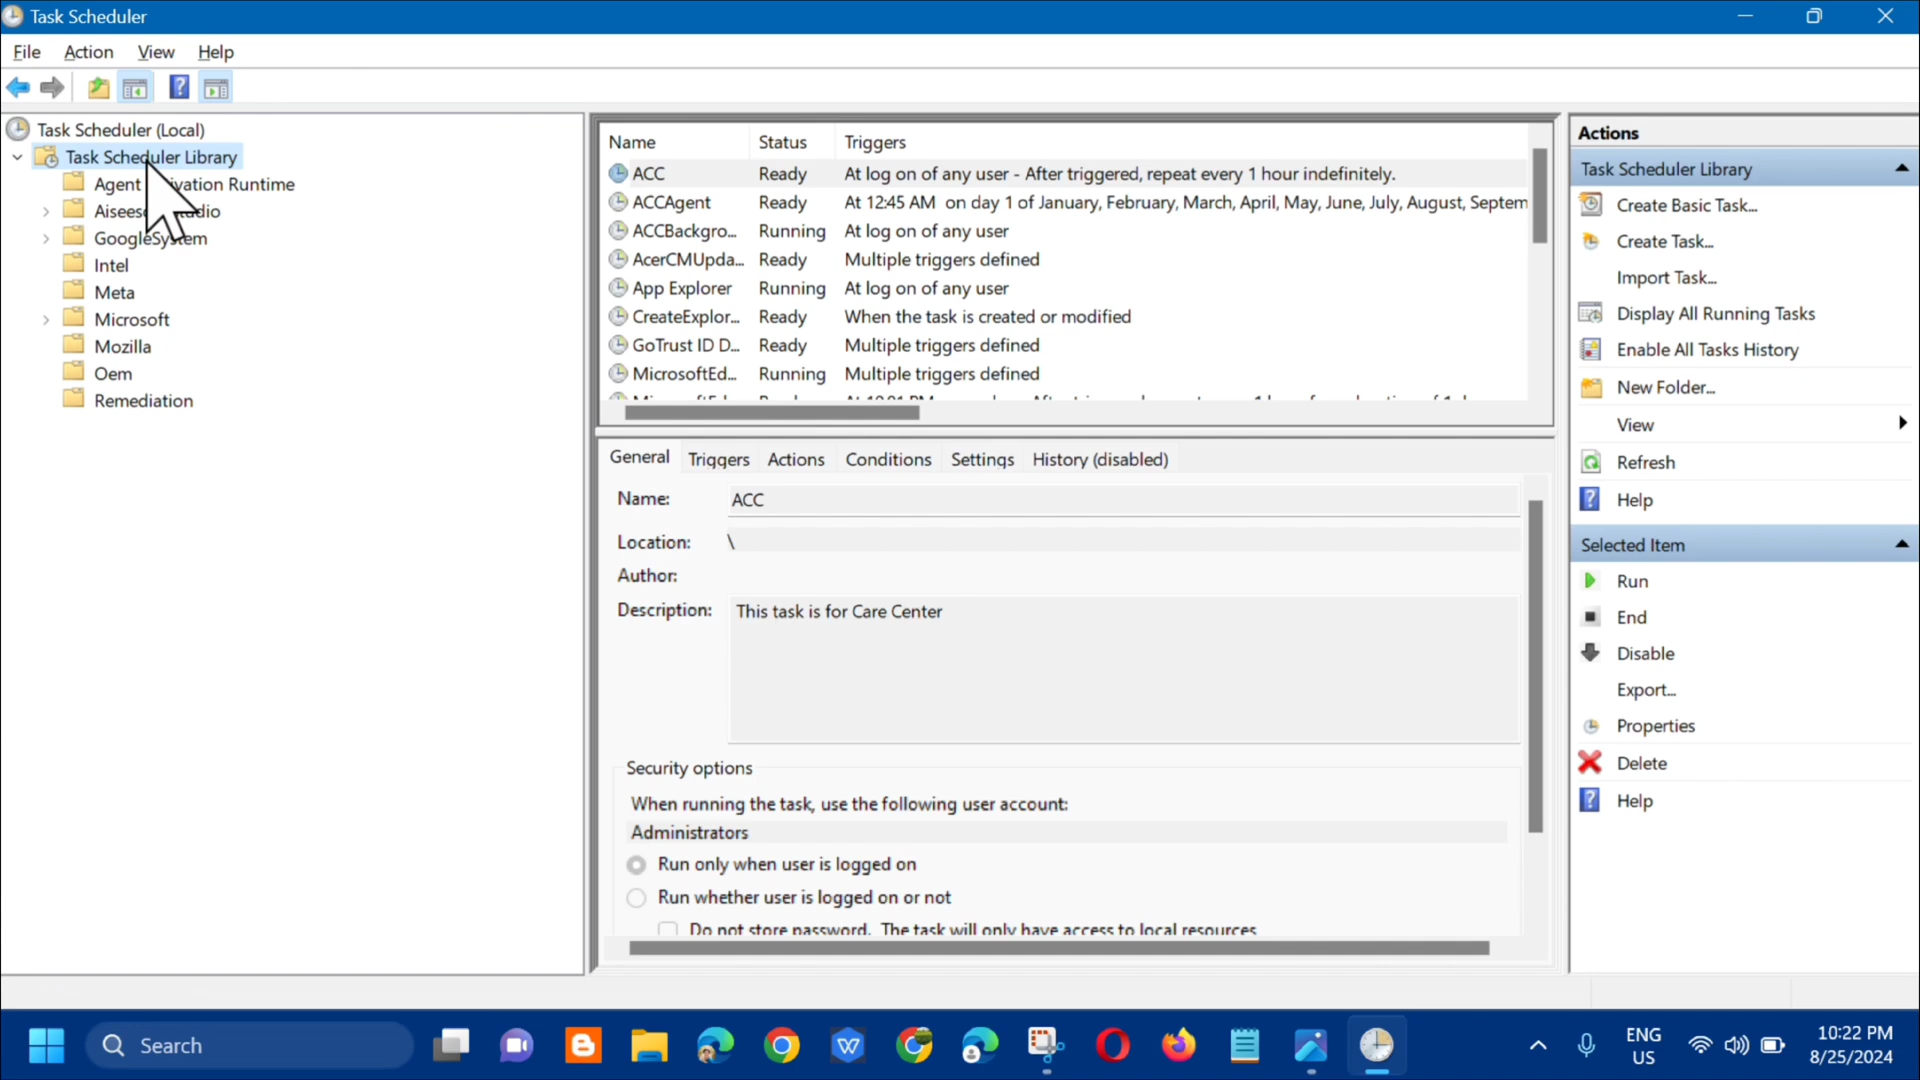 Task Scheduler
File Action View Help
Task Scheduler (Local)
Task Scheduler Library
Agent vation Runtime
Aisees dio
GoogleSystem
Intel
Meta
Microsoft
Mozilla
Oem
Remediation
Name Status Triggers
ACC Ready At log on of any user - After triggered, repeat every 1 hour indefinitely.
ACCAgent Ready At 12:45 AM on day 1 of January, February, March, April, May, June, July, August, Septem
ACCBackgro... Running At log on of any user
AcerCMUpda... Ready Multiple triggers defined
App Explorer Running At log on of any user
CreateExplor... Ready When the task is created or modified
GoTrust ID D... Ready Multiple triggers defined
MicrosoftEd... Running Multiple triggers defined
General Triggers Actions Conditions Settings History (disabled)
Name: ACC
Location: \
Author:
Description: This task is for Care Center
Security options
When running the task, use the following user account:
Administrators
Run only when user is logged on
Run whether user is logged on or not
Do not store password. The task will only have access to local resources
Actions
Task Scheduler Library
Create Basic Task...
Create Task...
Import Task...
Display All Running Tasks
Enable All Tasks History
New Folder...
View
Refresh
Help
Selected Item
Run
End
Disable
Export...
Properties
Delete
Help
Search
ENG
US
10:22 PM
8/25/2024